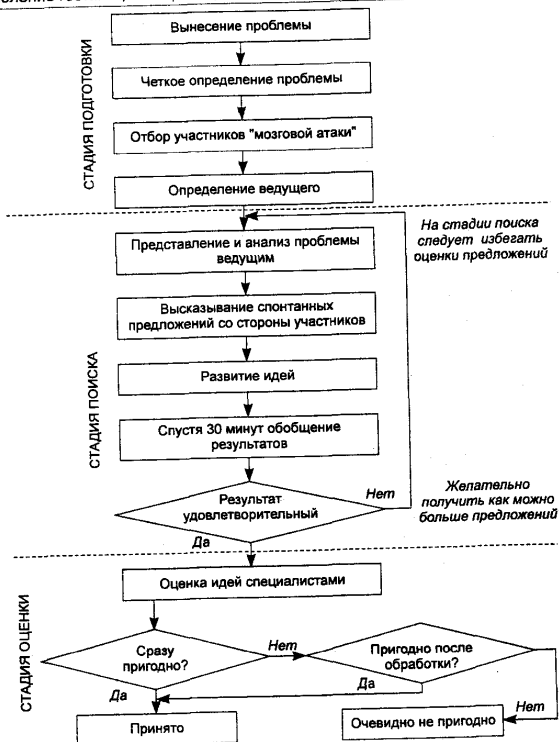 Вынесение проблемы
Четкое определение проблемы
Отбор участников "мозговой атаки"
Определение ведущего
СТАДИЯ ПОДГОТОВКИ
Представление и анализ проблемы
ведущим
На стадии поиска
следует избегать
оценки предложений
Высказывание спонтанных
предложений со стороны участников
Развитие идей
Спустя 30 минут обобщение
результатов
СТАДИЯ ПОИСКА
Результат
удовлетворительный
Нет
Да
Желательно
получить как можно
больше предложений
Оценка идей специалистами
СТАДИЯ ОЦЕНКИ
Сразу
пригодно?
Нет
Пригодно после
обработки?
Да
Да
Нет
Принято
Очевидно не пригодно